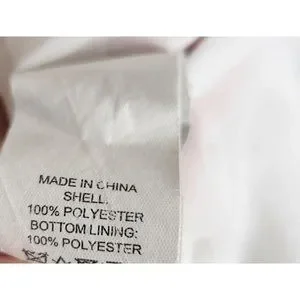 MADE IN CHINA
SHELL:
100% POLYESTER
BOTTOM LINING:
100% POLYESTER